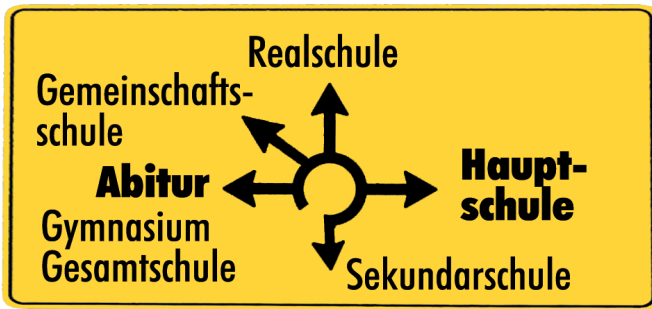 Realschule
Gemeinschafts-
schule
Abitur
Gymnasium
Gesamtschule
Haupt-
schule
Sekundarschule